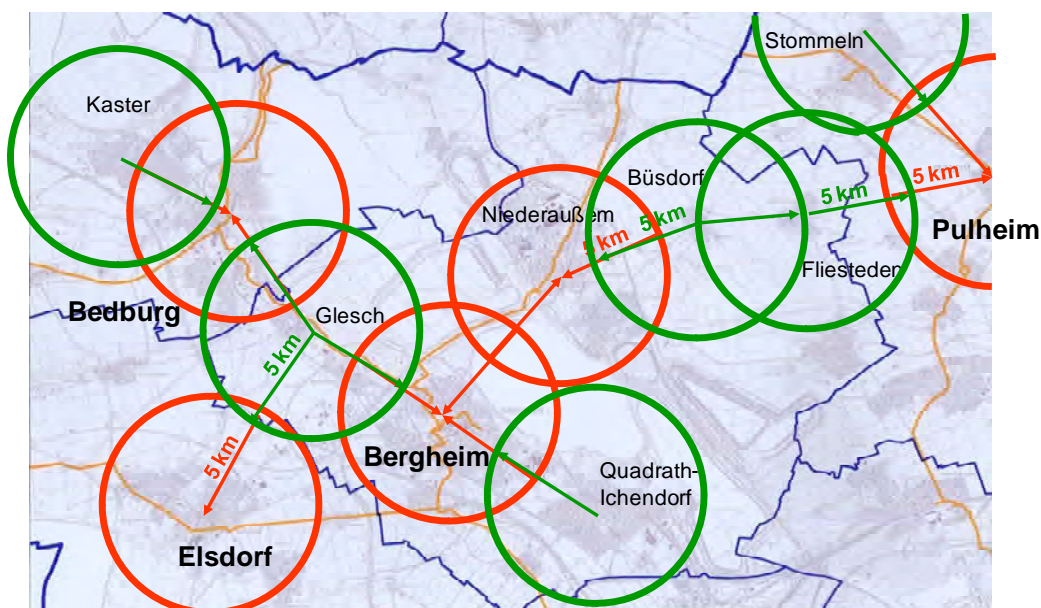 Stommeln
Kaster
Büsdorf
5 km
5 km
Niederaußem
5 km
5 km
Pulheim
Fliesteden
Bedburg
Glesch
5 km
5 km
Bergheim
Quadrath-
Ichendorf
Elsdorf